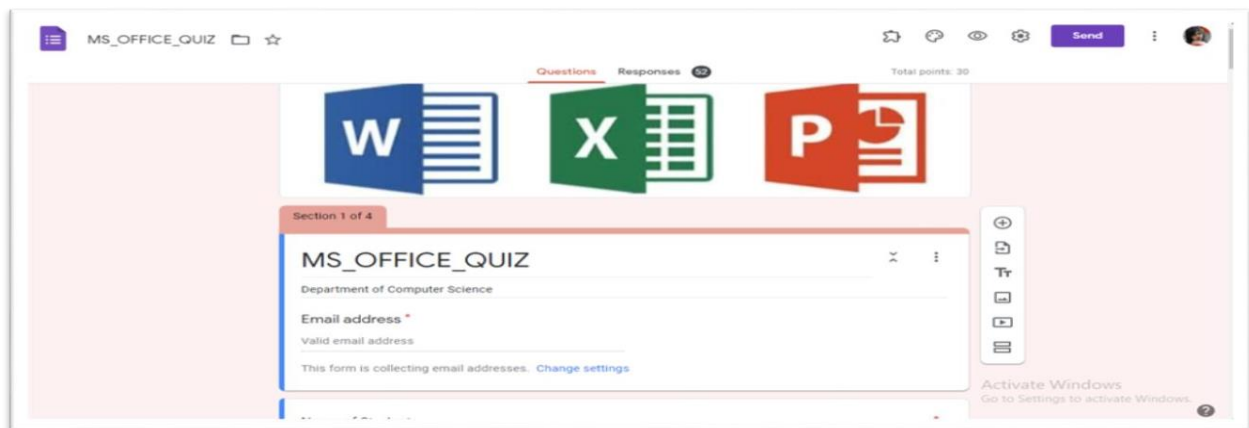 MS_OFFICE_QUIZ
Send
Questions Responses 52
Total points: 30
W X P
Section 1 of 4
MS_OFFICE_QUIZ
Department of Computer Science
Email address *
Valid email address
This form is collecting email addresses. Change settings
Tr
Activate Windows
Go to Settings to activate Windows.